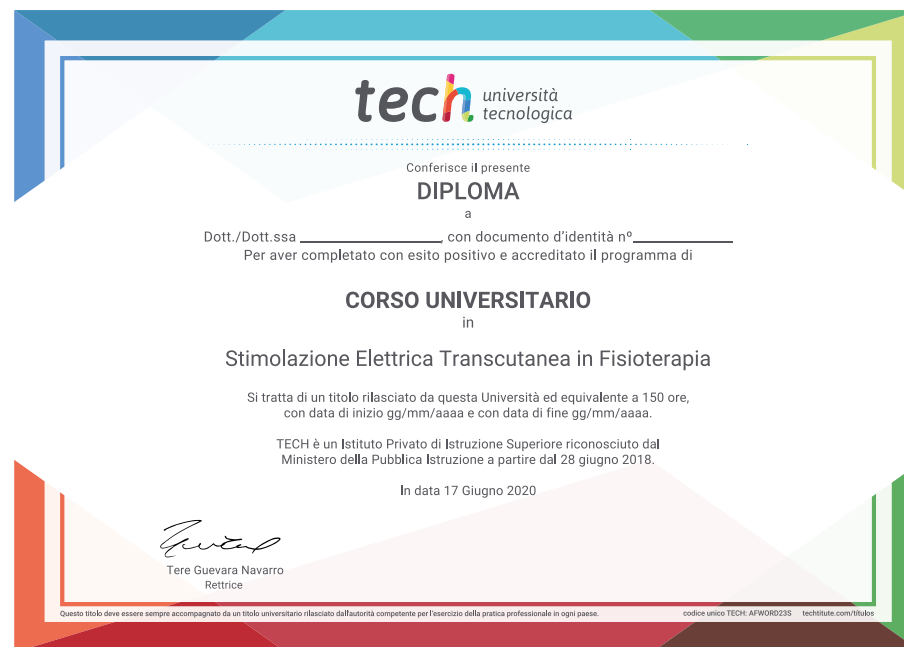 tech università
tecnologica
Conferisce il presente
DIPLOMA
a
Dott./Dott.ssa ____________________, con documento d'identità nº______________
Per aver completato con esito positivo e accreditato il programma di
CORSO UNIVERSITARIO
in
Stimolazione Elettrica Transcutanea in Fisioterapia
Si tratta di un titolo rilasciato da questa Università ed equivalente a 150 ore,
con data di inizio gg/mm/aaaa e con data di fine gg/mm/aaaa.
TECH è un Istituto Privato di Istruzione Superiore riconosciuto dal
Ministero della Pubblica Istruzione a partire dal 28 giugno 2018.
In data 17 Giugno 2020
Tere Guevara Navarro
Rettrice
Questo titolo deve essere sempre accompagnato da un titolo universitario rilasciato dall'autorità competente per l'esercizio della pratica professionale in ogni paese. codice unico TECH: AFWORD23S techtitute.com/títulos